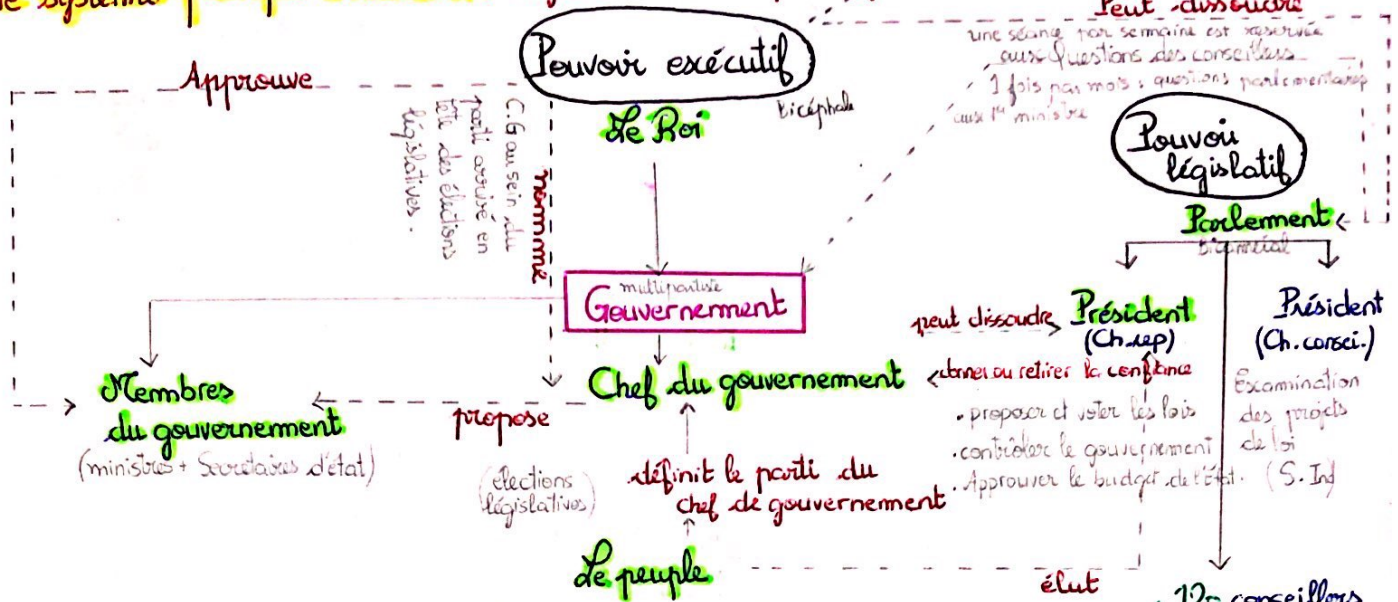 le système
Peut dissoudre
Pouvoir exécutif
bicéphale
une séance par semaine est réservée
aux Questions des conseillers
1 fois par mois : questions parlementaires
aux 1er ministre
Approuve
Le Roi
C.G au sein du
parti arrivé en
tête des élections
législatives.
nommé
Pouvoir
législatif
Parlement
bicaméral
multipartiste
Gouvernement
peut dissoudre
Président
(Ch.rep)
Président
(Ch. consei.)
Membres
du gouvernement
(ministres + Secrétaires d'état)
propose
Chef du gouvernement
donner ou retirer la confiance
. proposer et voter les lois
. contrôler le gouvernement
. Approuver le budget de l'État.
Examination
des projets
de loi
(S. In)
(élections
législatives)
définit le parti du
chef de gouvernement
Le peuple
élut
conseillers